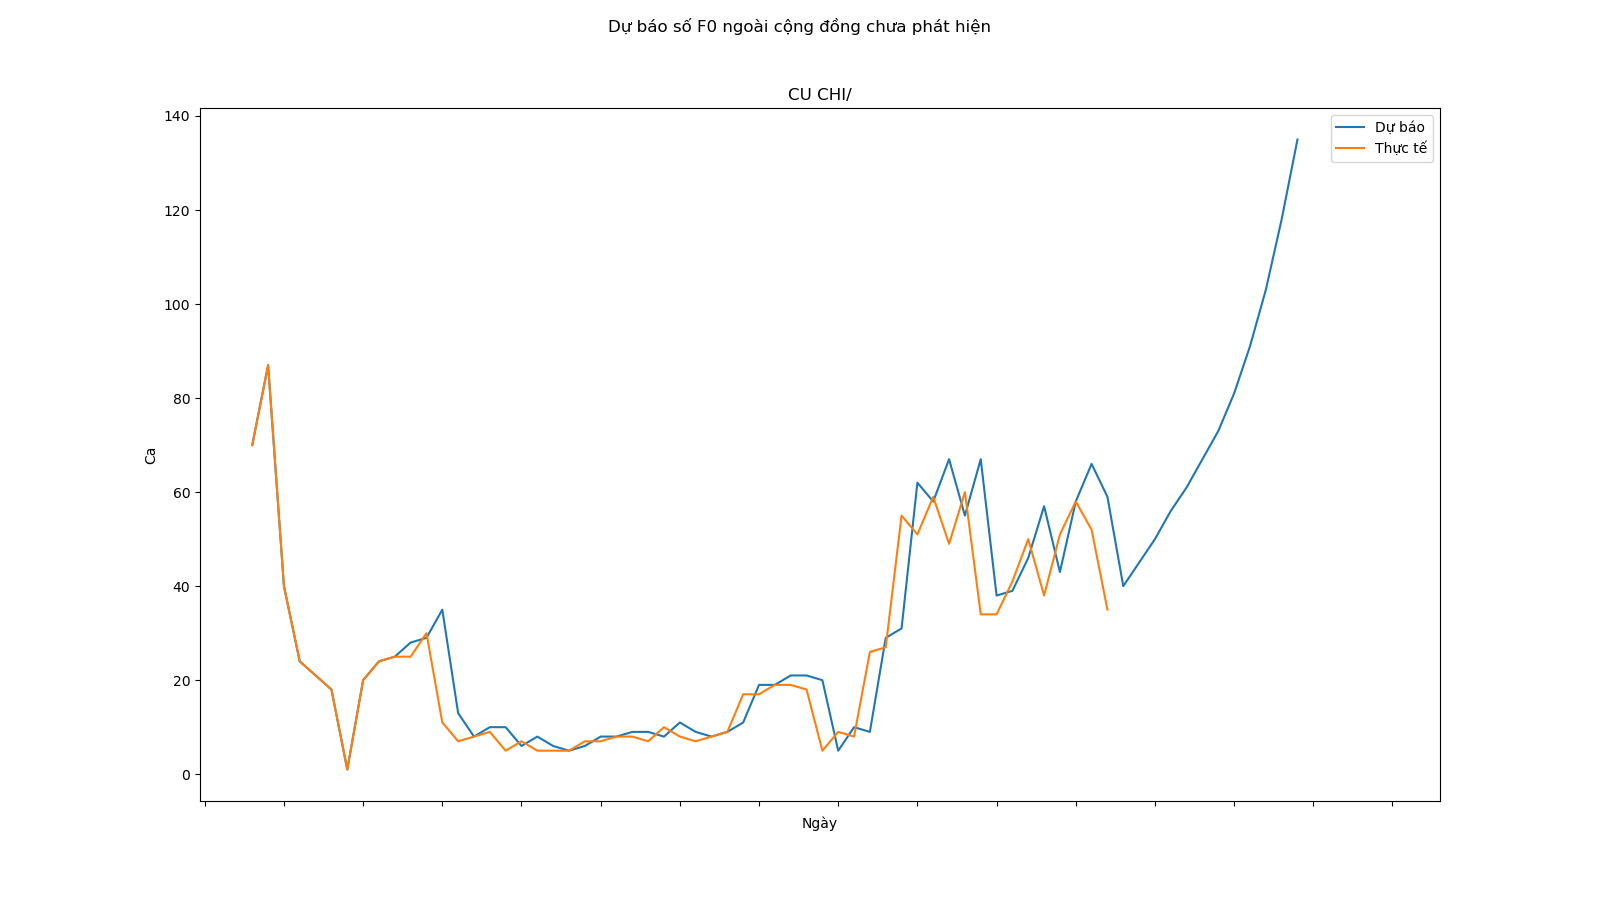 Dự báo số F0 ngoài cộng đồng chưa phát hiện
CU CHI/
140
120
100
80
60
40
20
0
Ca
Ngày
Dự báo
Thực tế